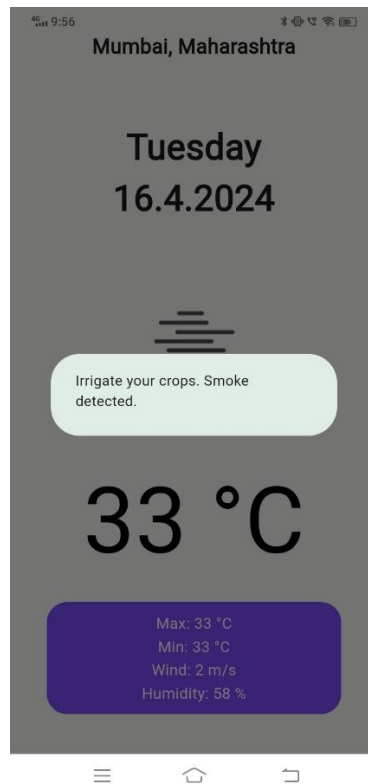 4G 9:56
Mumbai, Maharashtra
Tuesday
16.4.2024
Irrigate your crops. Smoke
detected.
33 °C
Max: 33 °C
Min: 33 °C
Wind: 2 m/s
Humidity: 58 %